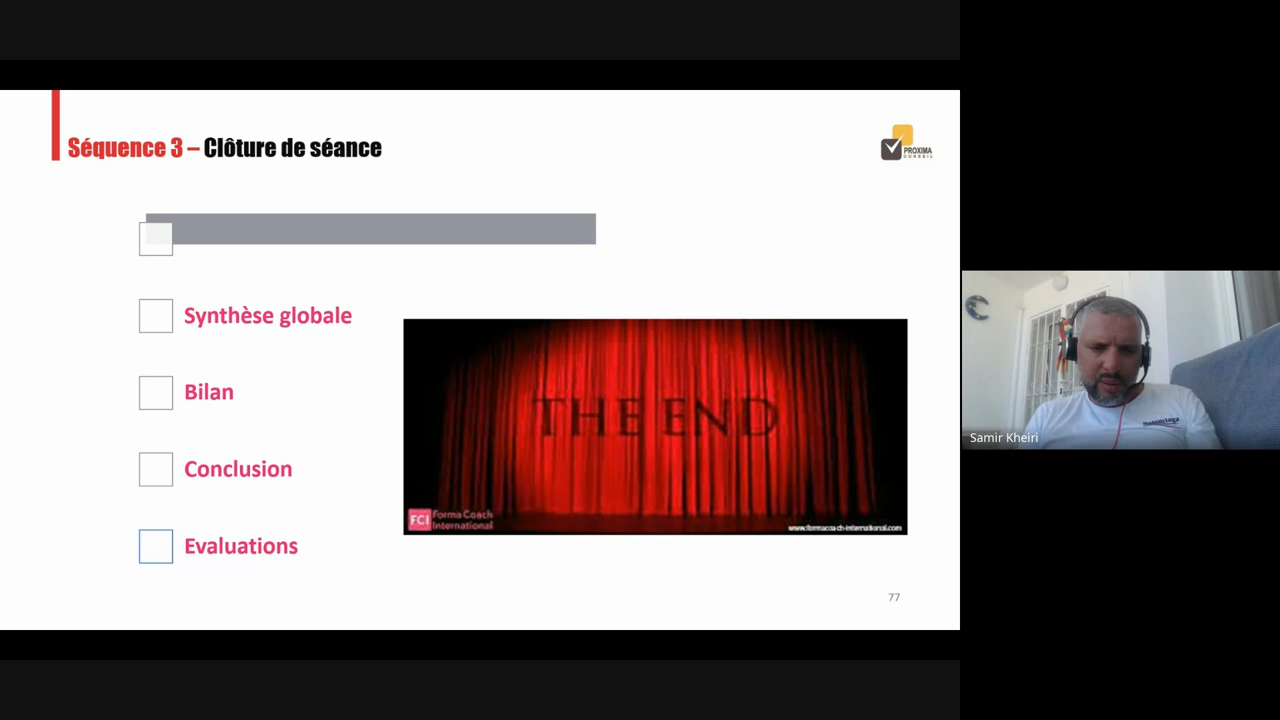 Séquence 3 – Clôture de séance
PROXIMA
CONSEIL
Synthèse globale
Bilan
Conclusion
Evaluations
THE END
FCI Forma Coach
International
www.formacoach-international.com
77
Samir Kheiri